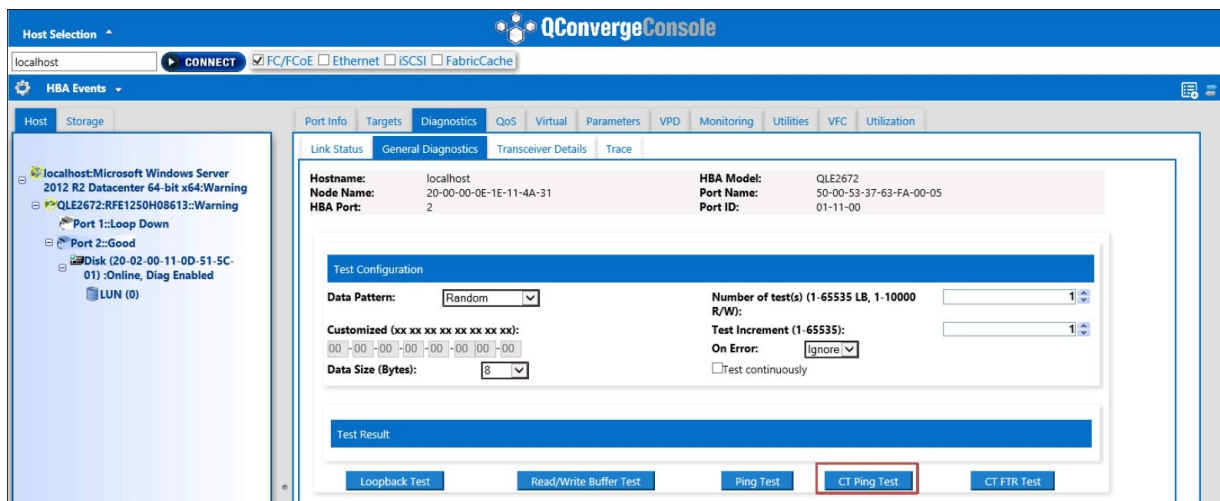 Host Selection
QConvergeConsole
localhost
CONNECT
FC/FCoE Ethernet iSCSI FabricCache
HBA Events
Host Storage
Port Info Targets Diagnostics QoS Virtual Parameters VPD Monitoring Utilities VFC Utilization
Link Status General Diagnostics Transceiver Details Trace
localhost:Microsoft Windows Server
2012 R2 Datacenter 64-bit x64:Warning
QLE2672:RFE1250H08613::Warning
Port 1::Loop Down
Port 2::Good
Disk (20-02-00-11-0D-51-5C-
01) :Online, Diag Enabled
LUN (0)
Hostname: localhost HBA Model: QLE2672
Node Name: 20-00-00-0E-1E-11-4A-31 Port Name: 50-00-53-37-63-FA-00-05
HBA Port: 2 Port ID: 01-11-00
Test Configuration
Data Pattern: Random Number of test(s) (1-65535 LB, 1-10000
R/W): 1
Customized (xx xx xx xx xx xx xx xx): Test Increment (1-65535): 1
00 -00 -00 -00 -00 -00 00 -00 On Error: Ignore
Data Size (Bytes): 8 Test continuously
Test Result
Loopback Test Read/Write Buffer Test Ping Test CT Ping Test CT FTR Test